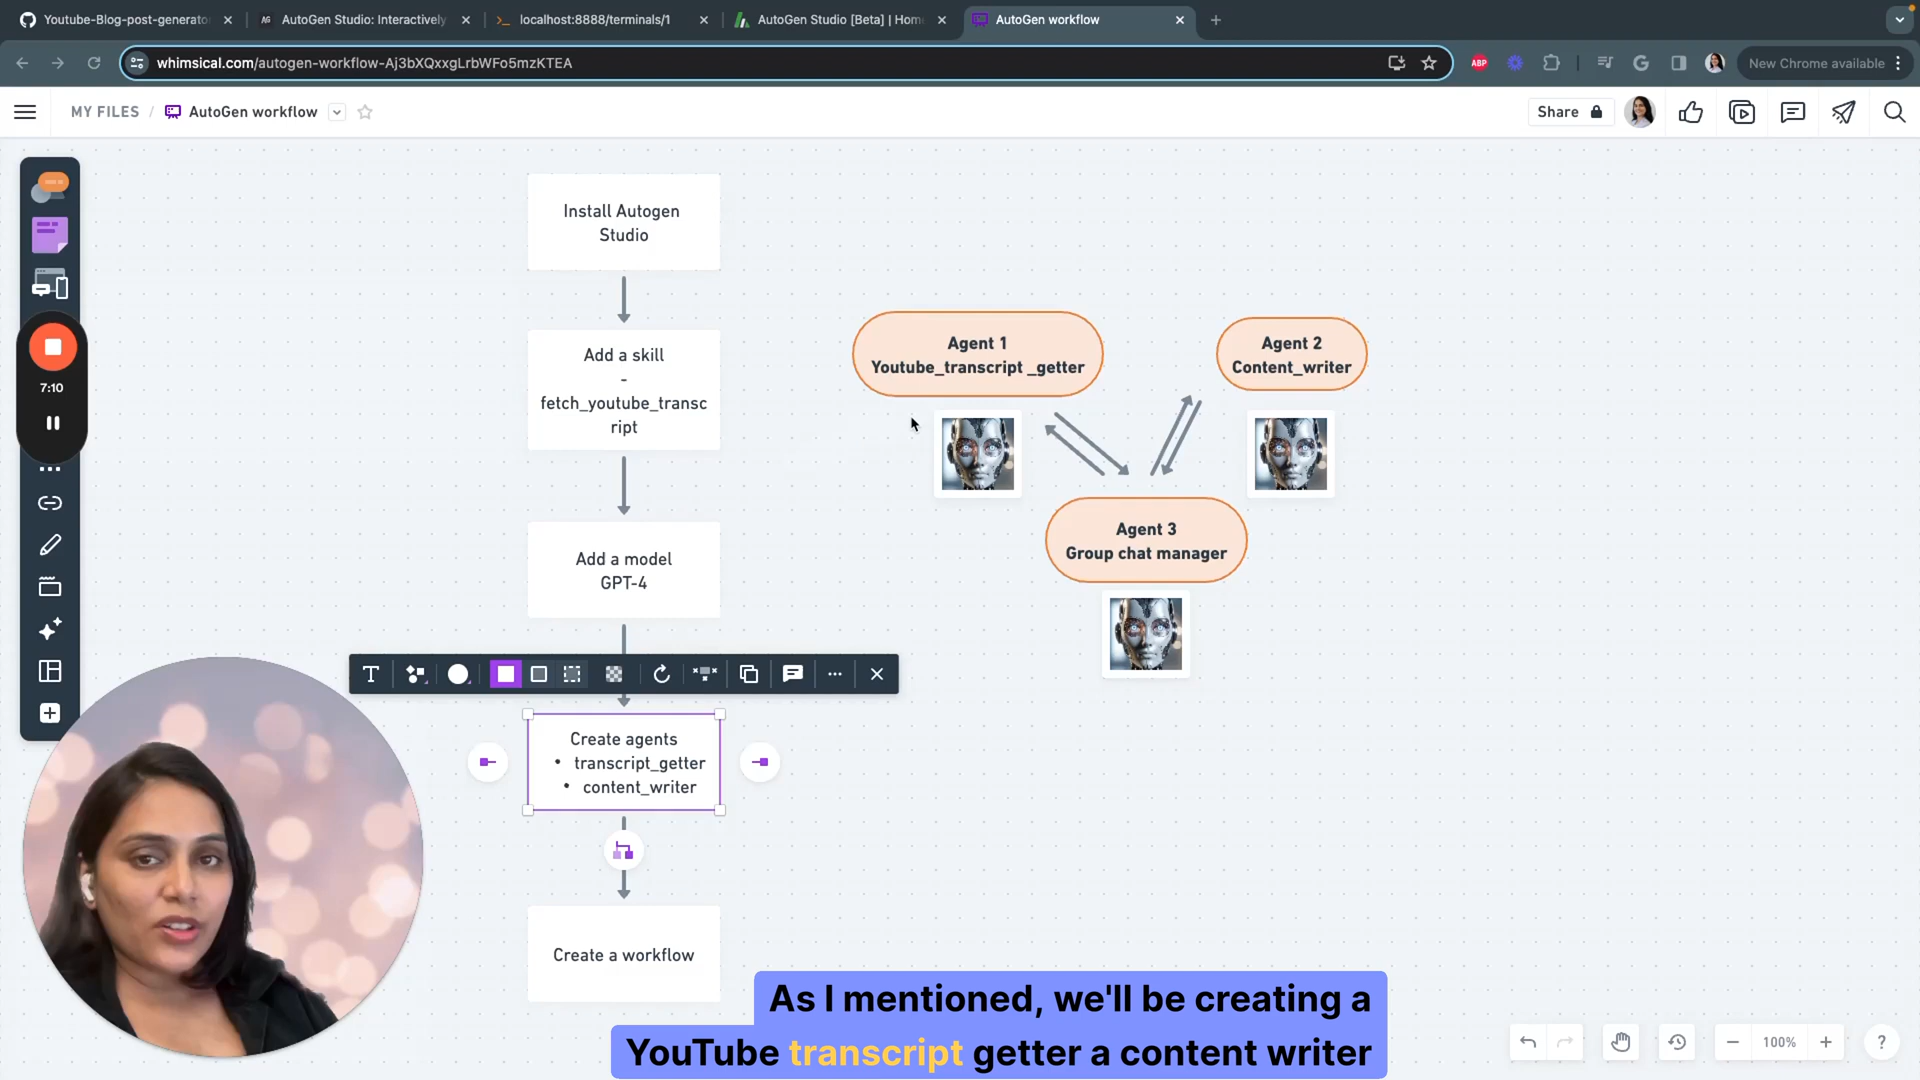 Youtube-Blog-post-generato
AutoGen Studio: Interactively
localhost:8888/terminals/1
AutoGen Studio [Beta] | Hom
AutoGen workflow
whimsical.com/autogen-workflow-Aj3bXQxxgLrbWFo5mzKTEA
ABP
New Chrome available
MY FILES / AutoGen workflow
Share
Install Autogen
Studio
Add a skill
-
fetch_youtube_transc
ript
Add a model
GPT-4
Create agents
• transcript_getter
• content_writer
Create a workflow
Agent 1
Youtube_transcript _getter
Agent 2
Content_writer
Agent 3
Group chat manager
7:10
As I mentioned, we'll be creating a
YouTube transcript getter a content writer
100%
?